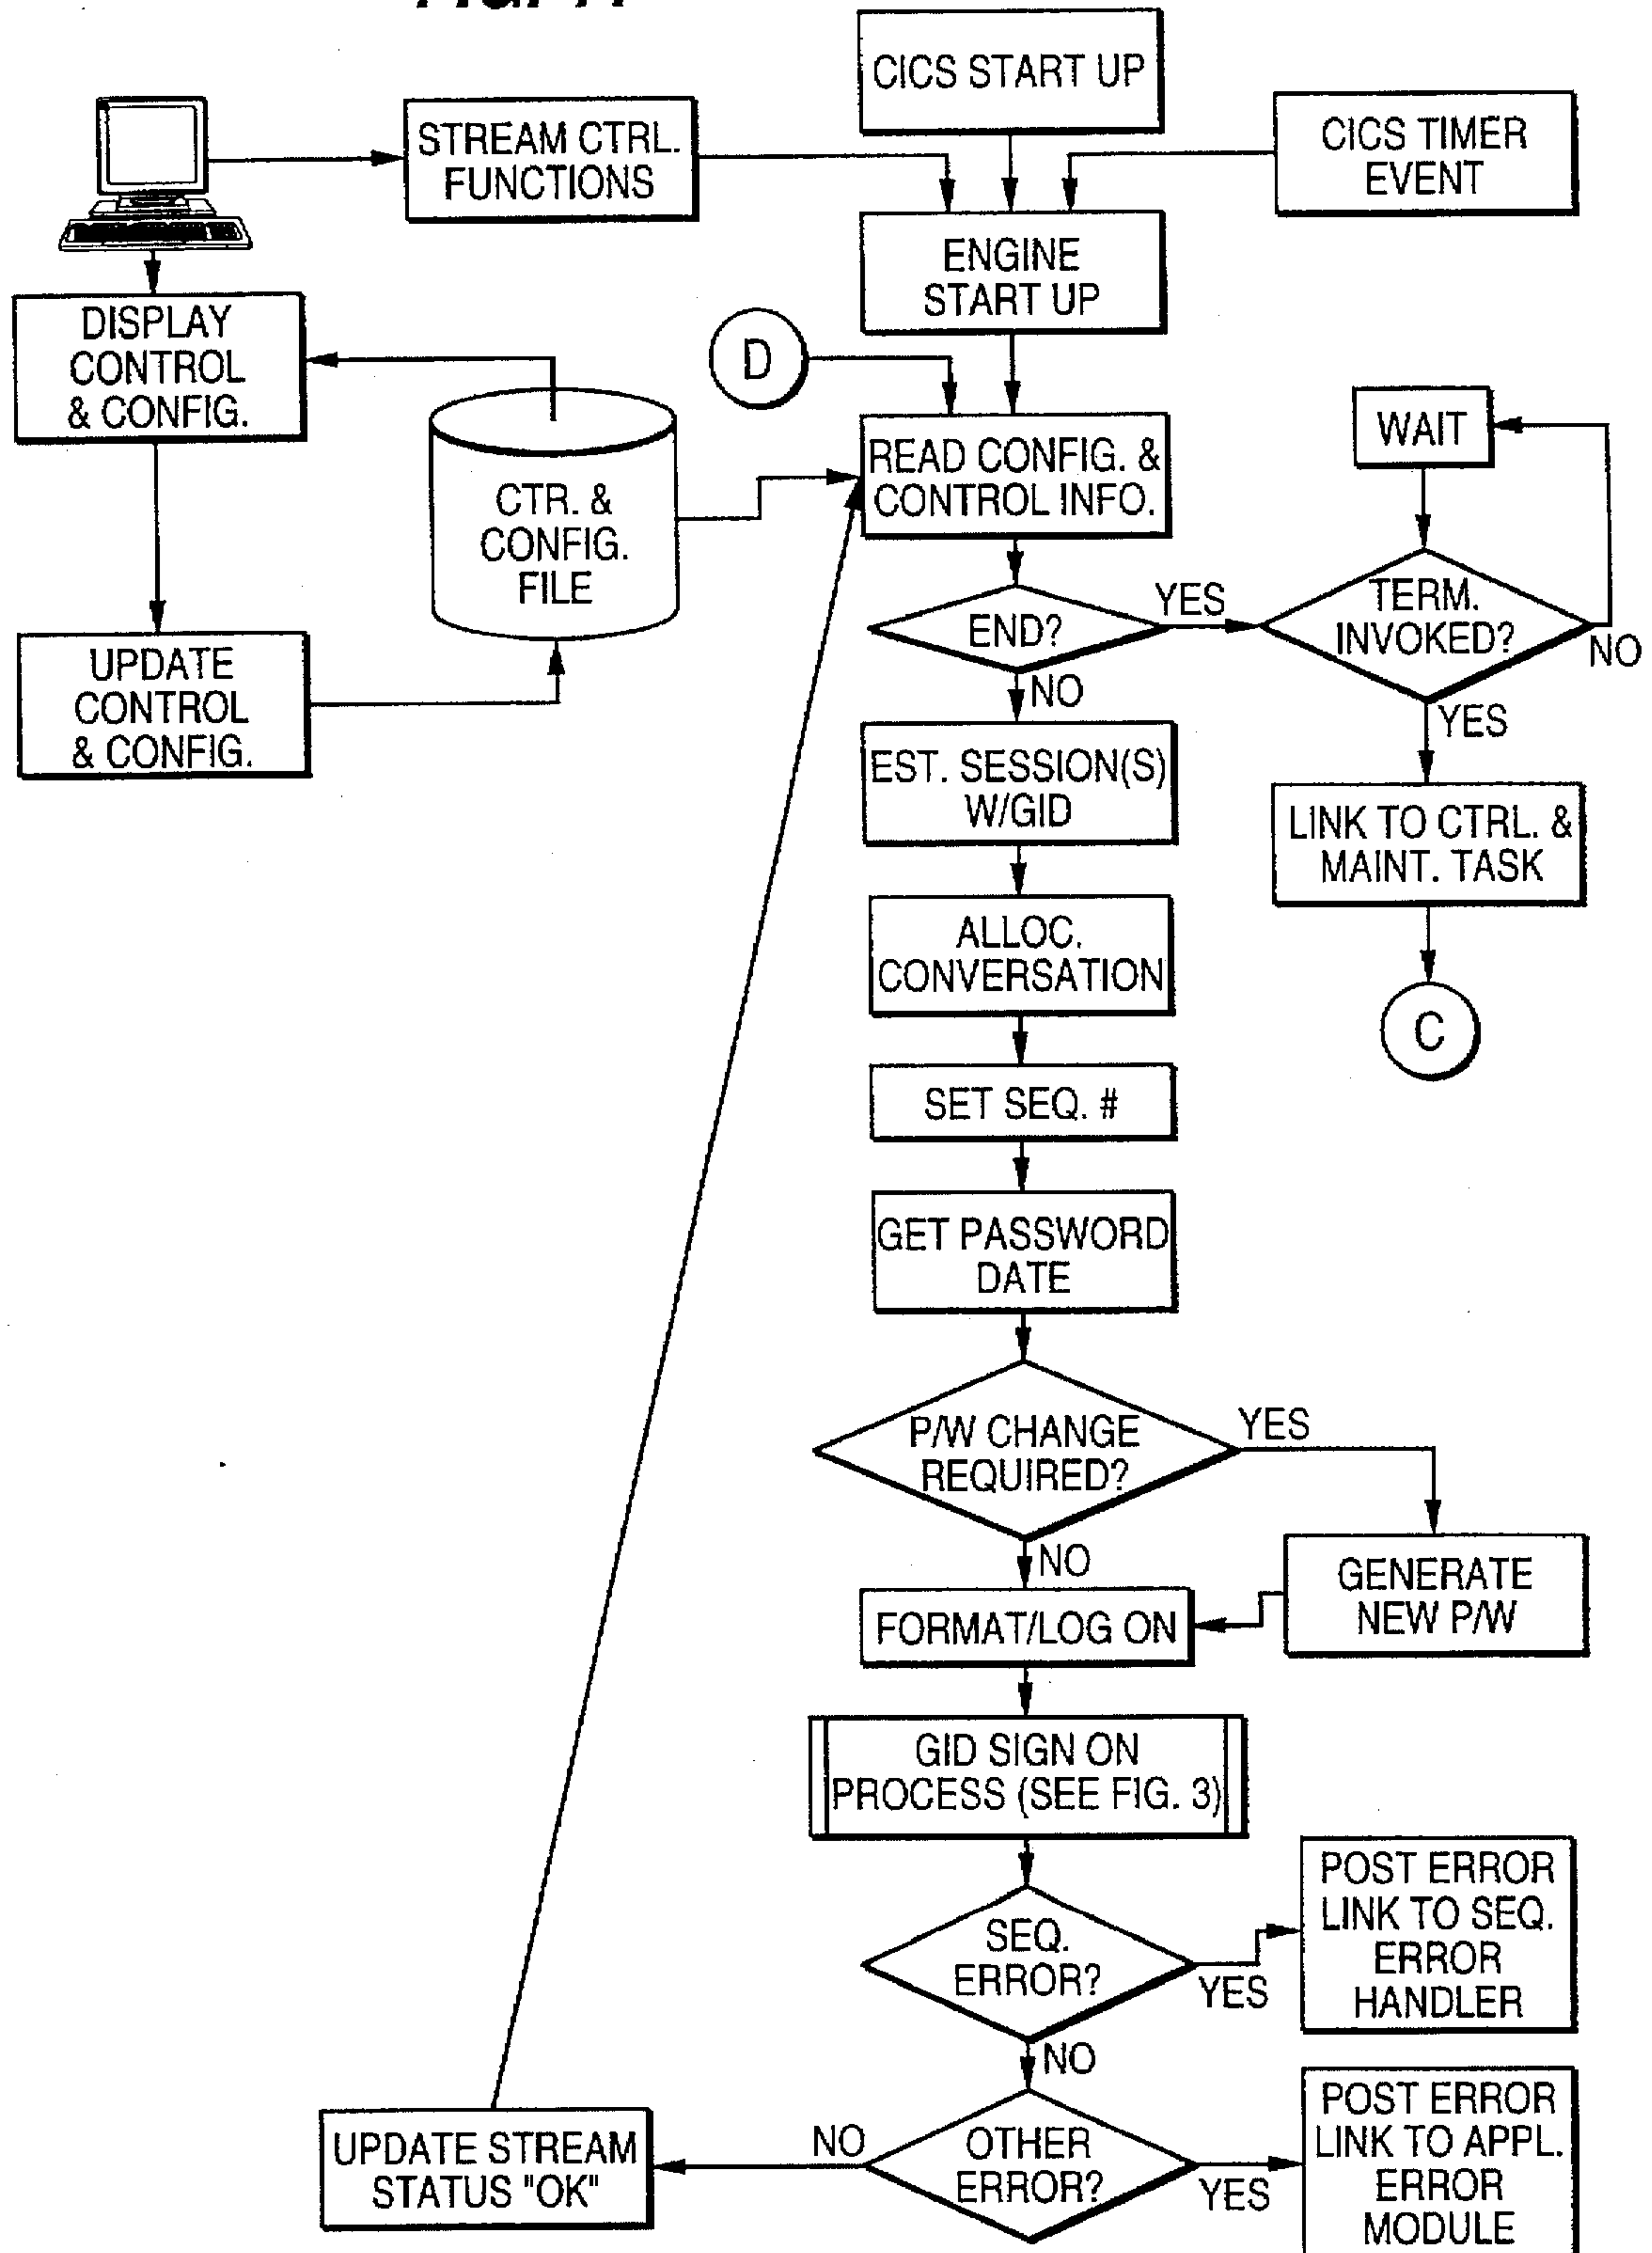 CICS START UP
STREAM CTRL.
FUNCTIONS
CICS TIMER
EVENT
ENGINE
START UP
DISPLAY
CONTROL
& CONFIG.
D
CTR. &
CONFIG.
FILE
READ CONFIG. &
CONTROL INFO.
WAIT
END?
YES
TERM.
INVOKED?
NO
NO
YES
UPDATE
CONTROL
& CONFIG.
EST. SESSION(S)
W/GID
LINK TO CTRL. &
MAINT. TASK
ALLOC.
CONVERSATION
C
SET SEQ. #
GET PASSWORD
DATE
P/W CHANGE
REQUIRED?
YES
NO
GENERATE
NEW P/W
FORMAT/LOG ON
GID SIGN ON
PROCESS (SEE FIG. 3)
SEQ.
ERROR?
YES
POST ERROR
LINK TO SEQ.
ERROR
HANDLER
NO
OTHER
ERROR?
NO
YES
UPDATE STREAM
STATUS "OK"
POST ERROR
LINK TO APPL.
ERROR
MODULE